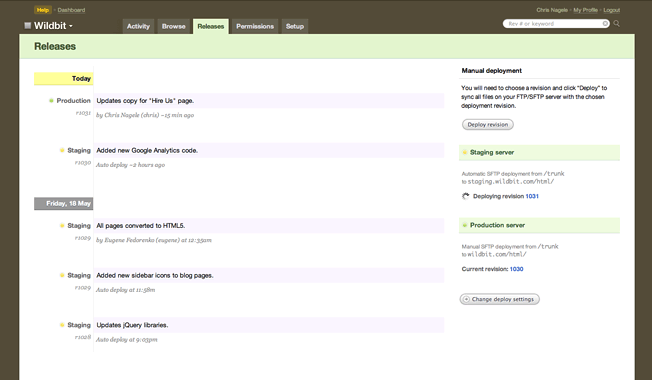 Help · Dashboard
Chris Nagele · My Profile · Logout
Wildbit
Activity
Browse
Releases
Permissions
Setup
Rev # or keyword
Releases
Today
Production
r1031
Updates copy for "Hire Us" page.
by Chris Nagele (chris) ~15 min ago
Staging
r1030
Added new Google Analytics code.
Auto deploy ~2 hours ago
Friday, 18 May
Staging
r1029
All pages converted to HTML5.
by Eugene Fedorenko (eugene) at 12:35am
Staging
r1029
Added new sidebar icons to blog pages.
Auto deploy at 11:58m
Staging
r1028
Updates jQuery libraries.
Auto deploy at 9:05pm
Manual deployment
You will need to choose a revision and click "Deploy" to
sync all files on your FTP/SFTP server with the chosen
deployment revision.
Deploy revision
Staging server
Automatic SFTP deployment from /trunk
to staging.wildbit.com/html/
Deploying revision 1031
Production server
Manual SFTP deployment from /trunk
to wildbit.com/html/
Current revision: 1030
Change deploy settings